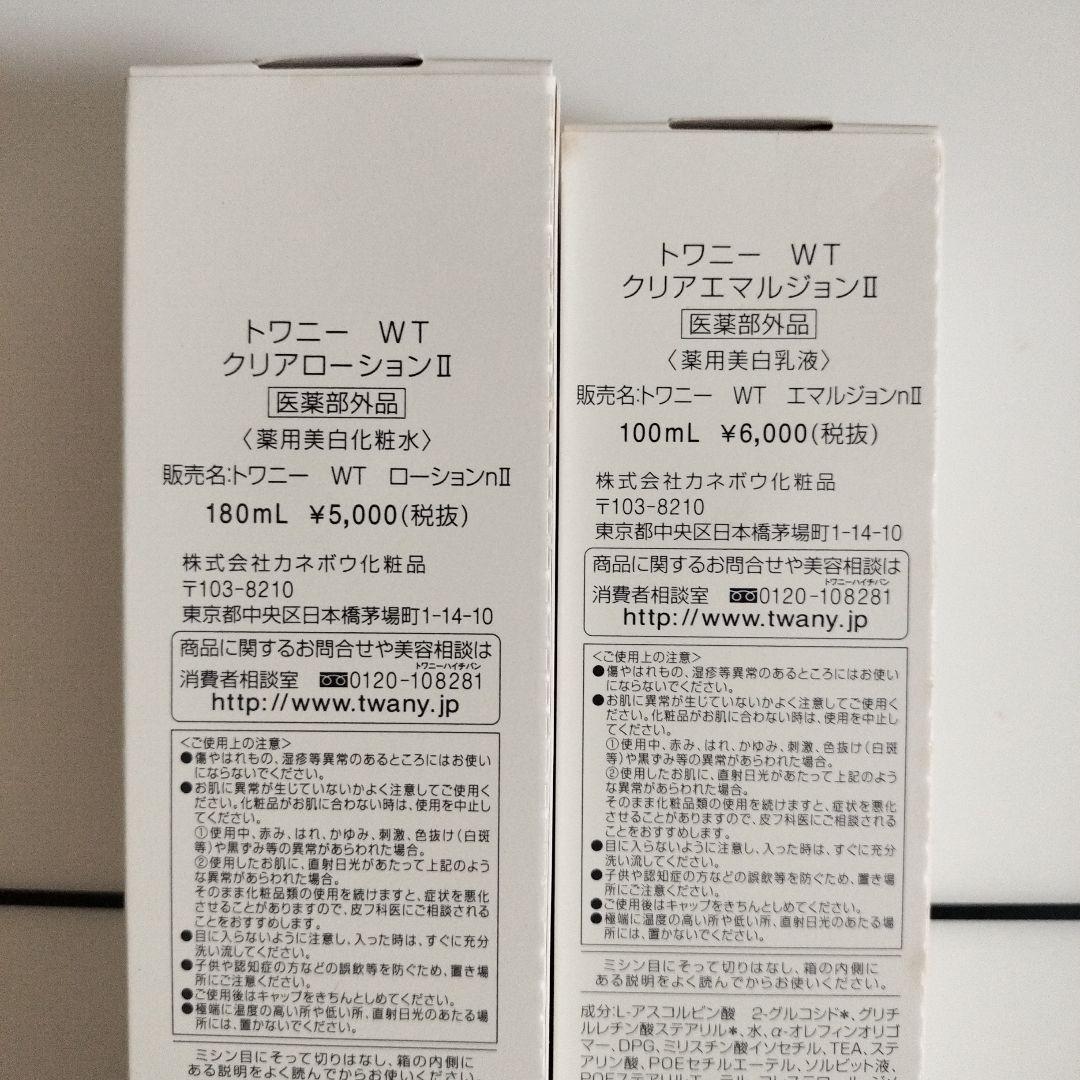 トワニー WT
クリアローションⅡ
医薬部外品
〈薬用美白化粧水〉
販売名:トワニー WT ローションnⅡ
180mL ¥5,000(税抜)
株式会社カネボウ化粧品
〒103-8210
東京都中央区日本橋茅場町1-14-10
商品に関するお問合せや美容相談は
トワニーハイチバン
消費者相談室 0120-108281
http://www.twany.jp
<ご使用上の注意>
●傷やはれもの、湿疹等異常のあるところにはお使い
にならないでください。
●お肌に異常が生じていないかよく注意してご使用く
ださい。化粧品がお肌に合わない時は、使用を中止し
てください。
①使用中、赤み、はれ、かゆみ、刺激、色抜け(白斑
等)や黒ずみ等の異常があらわれた場合。
②使用したお肌に、直射日光があたって上記のよう
な異常があらわれた場合。
そのまま化粧品類の使用を続けますと、症状を悪化
させることがありますので、皮フ科医にご相談される
ことをおすすめします。
●目に入らないように注意し、入った時は、すぐに充分
洗い流してください。
●子供や認知症の方などの誤飲等を防ぐため、置き場
所にご注意ください。
●ご使用後はキャップをきちんとしめてください。
●極端に温度の高い所や低い所、直射日光のあたる場
所には、置かないでください。
ミシン目にそって切りはなし、箱の内側に
ある説明をよく読んでからお使いください。
トワニー WT
クリアエマルジョンⅡ
医薬部外品
〈薬用美白乳液〉
販売名:トワニー WT エマルジョンnⅡ
100mL ¥6,000(税抜)
株式会社カネボウ化粧品
〒103-8210
東京都中央区日本橋茅場町1-14-10
商品に関するお問合せや美容相談は
トワニーハイチバン
消費者相談室 0120-108281
http://www.twany.jp
<ご使用上の注意>
●傷やはれもの、湿疹等異常のあるところにはお使い
にならないでください。
●お肌に異常が生じていないかよく注意してご使用く
ださい。化粧品がお肌に合わない時は、使用を中止し
てください。
①使用中、赤み、はれ、かゆみ、刺激、色抜け(白斑
等)や黒ずみ等の異常があらわれた場合。
②使用したお肌に、直射日光があたって上記のよう
な異常があらわれた場合。
そのまま化粧品類の使用を続けますと、症状を悪化
させることがありますので、皮フ科医にご相談される
ことをおすすめします。
●目に入らないように注意し、入った時は、すぐに充分
洗い流してください。
●子供や認知症の方などの誤飲等を防ぐため、置き場
所にご注意ください。
●ご使用後はキャップをきちんとしめてください。
●極端に温度の高い所や低い所、直射日光のあたる場
所には、置かないでください。
ミシン目にそって切りはなし、箱の内側に
ある説明をよく読んでからお使いください。
成分:L-アスコルビン酸 2-グルコシド*、グリチ
ルレチン酸ステアリル*、水、α-オレフィンオリゴ
マー、DPG、ミリスチン酸イソセチル、TEA、ステ
アリン酸、POEセチルエーテル、ソルビット液、